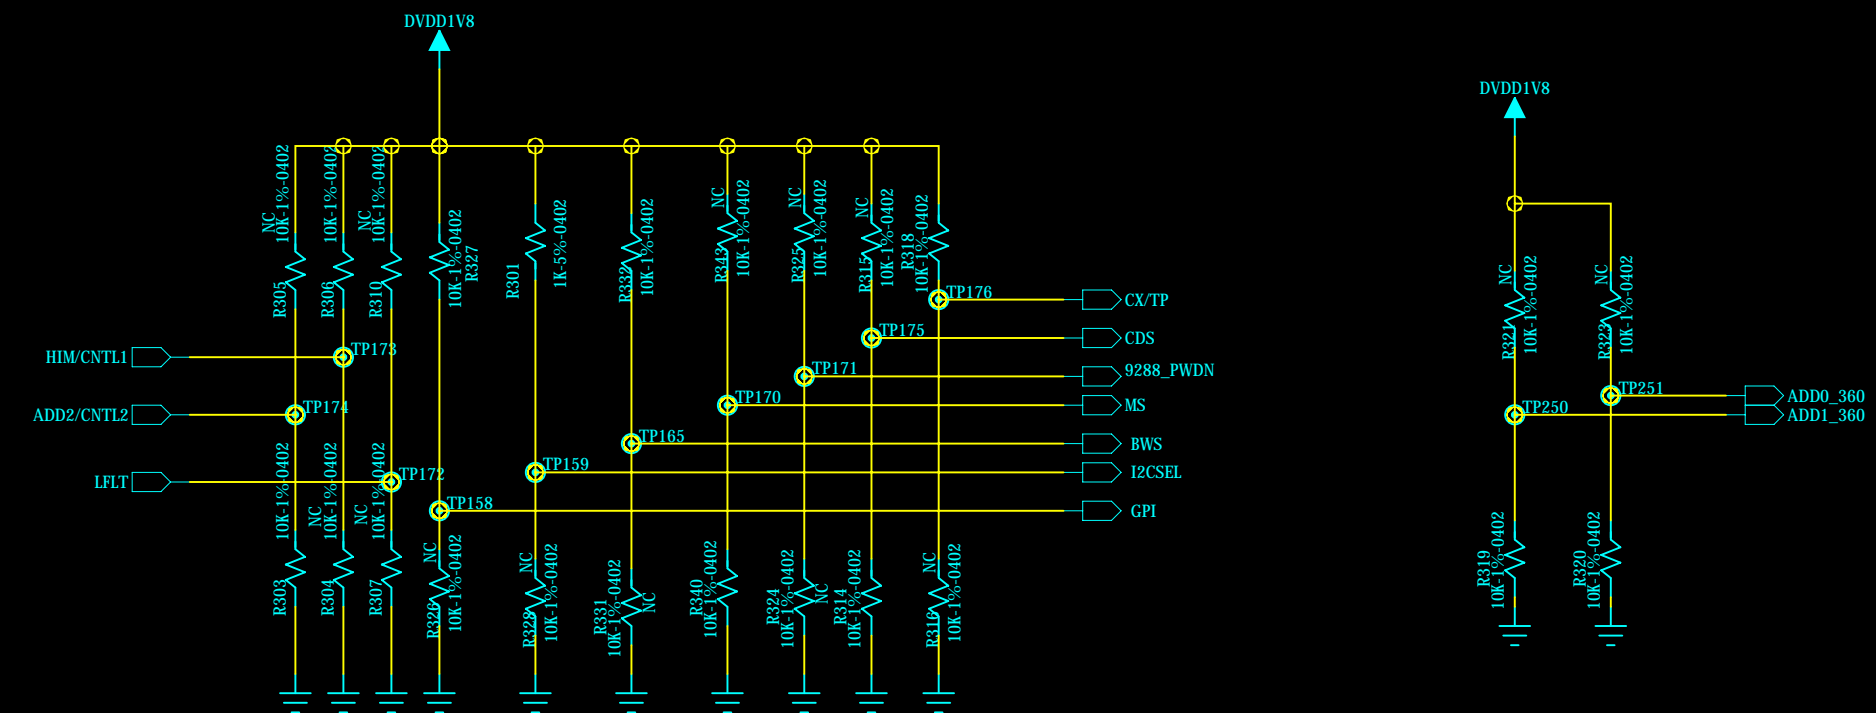 DVDD1V8
DVDD1V8
NC
10K-1%-0402
R305
10K-1%-0402
R306
NC
10K-1%-0402
R310
10K-1%-0402
R327
R301
1K-5%-0402
R332
10K-1%-0402
NC
R343
10K-1%-0402
NC
R325
10K-1%-0402
NC
R315
10K-1%-0402
R318
10K-1%-0402
NC
R321
10K-1%-0402
NC
R323
10K-1%-0402
TP176
CX/TP
TP175
CDS
HIM/CNTL1
TP173
TP171
9288_PWDN
TP170
MS
ADD2/CNTL2
TP174
TP165
BWS
TP159
I2CSEL
LFLT
TP172
TP158
GPI
TP251
ADD0_360
TP250
ADD1_360
10K-1%-0402
R303
NC
10K-1%-0402
R304
NC
10K-1%-0402
R307
NC
R326
10K-1%-0402
NC
R328
10K-1%-0402
R331
10K-1%-0402
NC
R340
10K-1%-0402
R324
10K-1%-0402
NC
R314
10K-1%-0402
NC
R316
10K-1%-0402
R319
10K-1%-0402
R320
10K-1%-0402